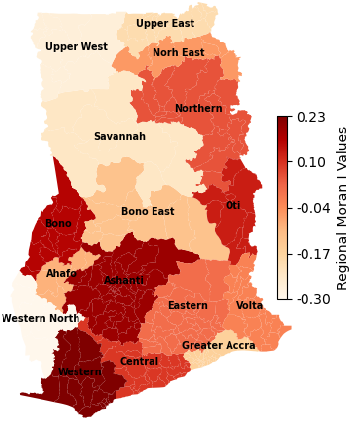 Upper East
Upper West
Norh East
Northern
Savannah
Bono
Bono East
Oti
Ahafo
Ashanti
Western North
Eastern
Volta
Greater Accra
Central
Western
0.23
0.10
-0.04
-0.17
-0.30
Regional Moran I Values